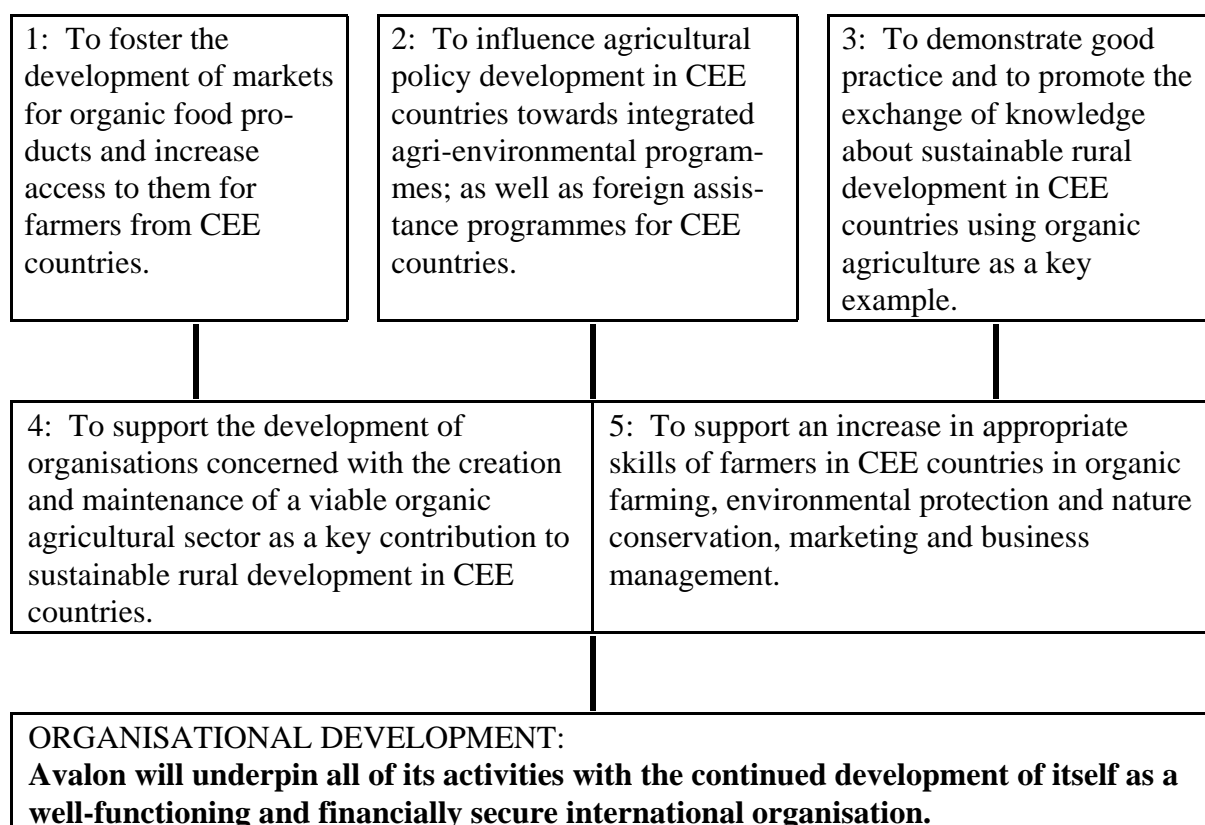 1:  To foster the
development of markets
for organic food pro-
ducts and increase
access to them for
farmers from CEE
countries.
2:  To influence agricultural
policy development in CEE
countries towards integrated
agri-environmental program-
mes; as well as foreign assis-
tance programmes for CEE
countries.
3:  To demonstrate good
practice and to promote the
exchange of knowledge
about sustainable rural
development in CEE
countries using organic
agriculture as a key
example.
4:  To support the development of
organisations concerned with the creation
and maintenance of a viable organic
agricultural sector as a key contribution to
sustainable rural development in CEE
countries.
5:  To support an increase in appropriate
skills of farmers in CEE countries in organic
farming, environmental protection and nature
conservation, marketing and business
management.
ORGANISATIONAL DEVELOPMENT:
Avalon will underpin all of its activities with the continued development of itself as a
well-functioning and financially secure international organisation.